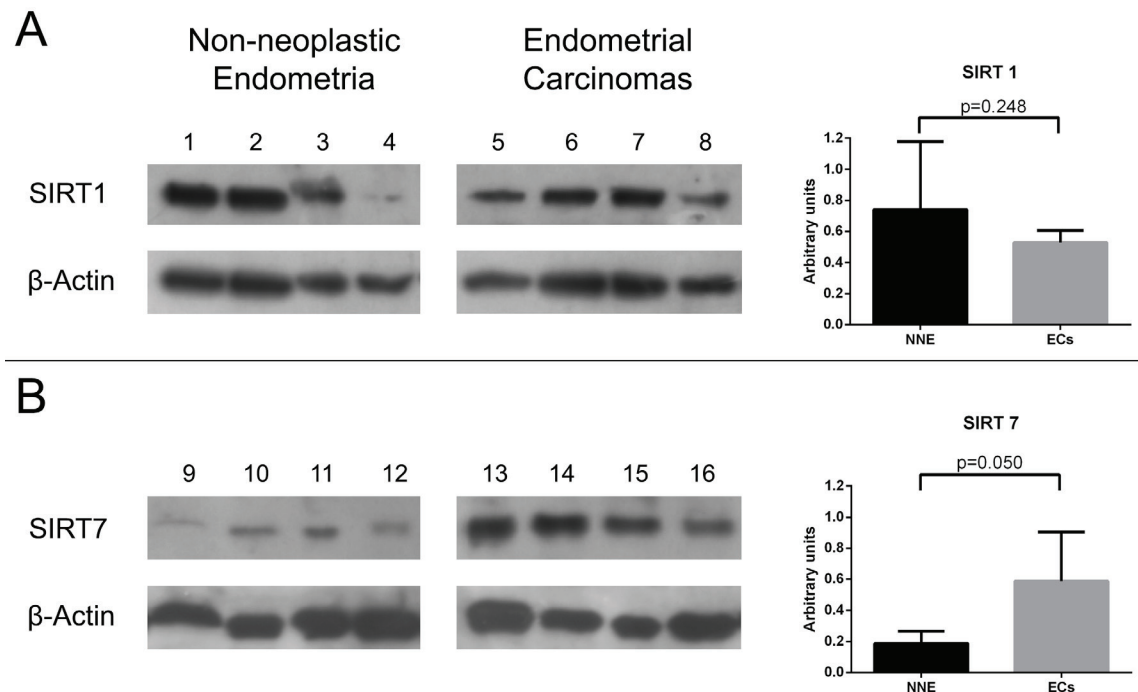 A
Non-neoplastic
Endometria
Endometrial
Carcinomas
1 2 3 4
5 6 7 8
SIRT1
β-Actin
SIRT 1
p=0.248
1.2
1.0
0.8
0.6
0.4
0.2
0.0
Arbitrary units
NNE ECs
B
9 10 11 12
13 14 15 16
SIRT7
β-Actin
SIRT 7
p=0.050
1.2
1.0
0.8
0.6
0.4
0.2
0.0
Arbitrary units
NNE ECs